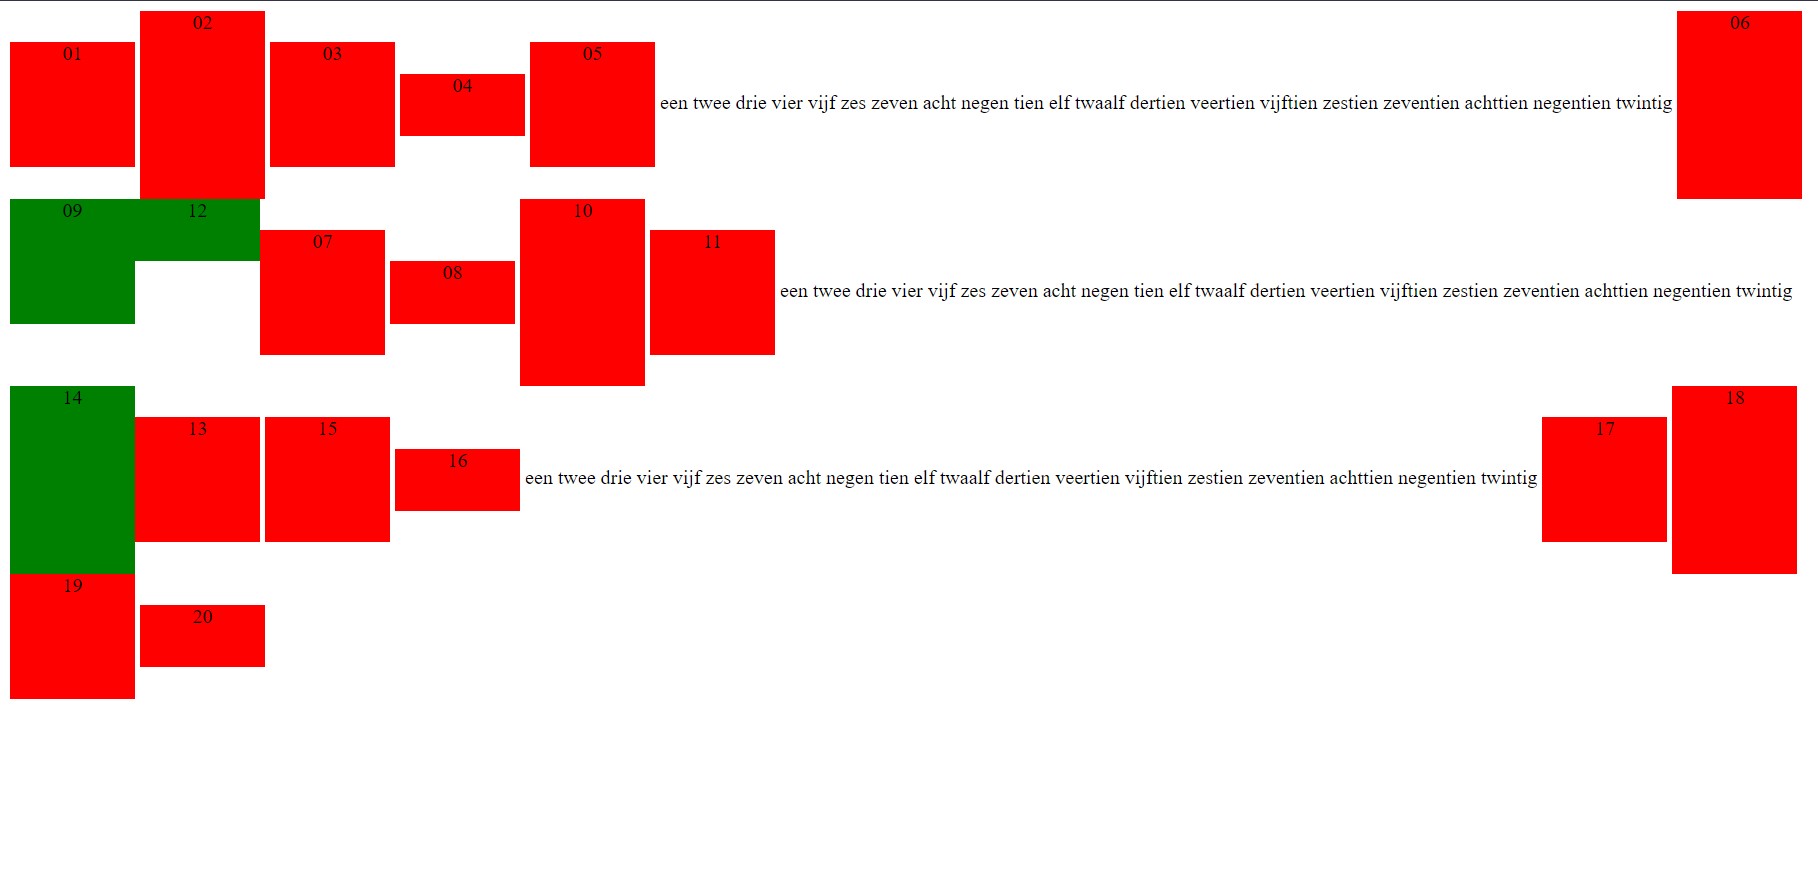 01 02 03 04 05 een twee drie vier vijf zes zeven acht negen tien elf twaalf dertien veertien vijftien zestien zeventien achttien negentien twintig 06
09 12 07 08 10 11 een twee drie vier vijf zes zeven acht negen tien elf twaalf dertien veertien vijftien zestien zeventien achttien negentien twintig
14 13 15 16 een twee drie vier vijf zes zeven acht negen tien elf twaalf dertien veertien vijftien zestien zeventien achttien negentien twintig 17 18
19 20